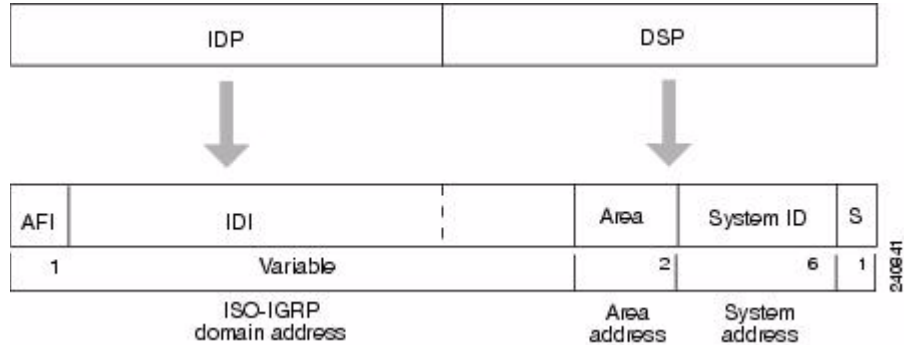 IDP DSP
AFI IDI Area System ID S
1 Variable 2 6 1
ISO-IGRP Area System
domain address address address
240941